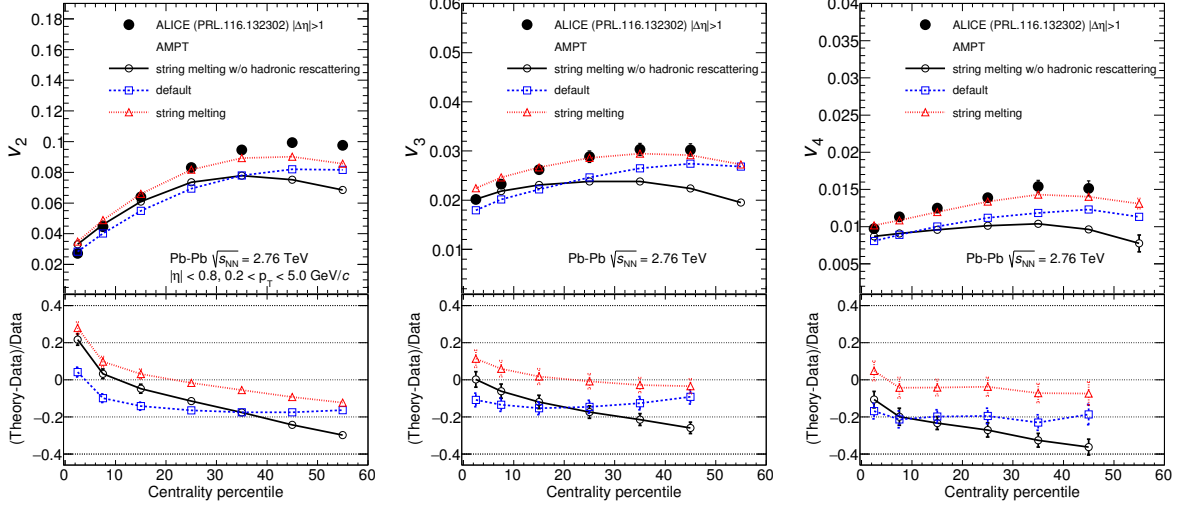 ALICE (PRL.116.132302) |Δη|>1
AMPT
string melting w/o hadronic rescattering
default
string melting
Pb-Pb √sNN = 2.76 TeV
|η| < 0.8, 0.2 < pT < 5.0 GeV/c
v2
0.18
0.16
0.14
0.12
0.1
0.08
0.06
0.04
0.02
(Theory-Data)/Data
0.4
0.2
0
−0.2
−0.4
0 10 20 30 40 50 60
Centrality percentile
ALICE (PRL.116.132302) |Δη|>1
AMPT
string melting w/o hadronic rescattering
default
string melting
Pb-Pb √sNN = 2.76 TeV
v3
0.06
0.05
0.04
0.03
0.02
0.01
(Theory-Data)/Data
0.4
0.2
0
−0.2
−0.4
0 10 20 30 40 50 60
Centrality percentile
ALICE (PRL.116.132302) |Δη|>1
AMPT
string melting w/o hadronic rescattering
default
string melting
Pb-Pb √sNN = 2.76 TeV
v4
0.04
0.035
0.03
0.025
0.02
0.015
0.01
0.005
0.000
(Theory-Data)/Data
0.4
0.2
0
−0.2
−0.4
0 10 20 30 40 50 60
Centrality percentile